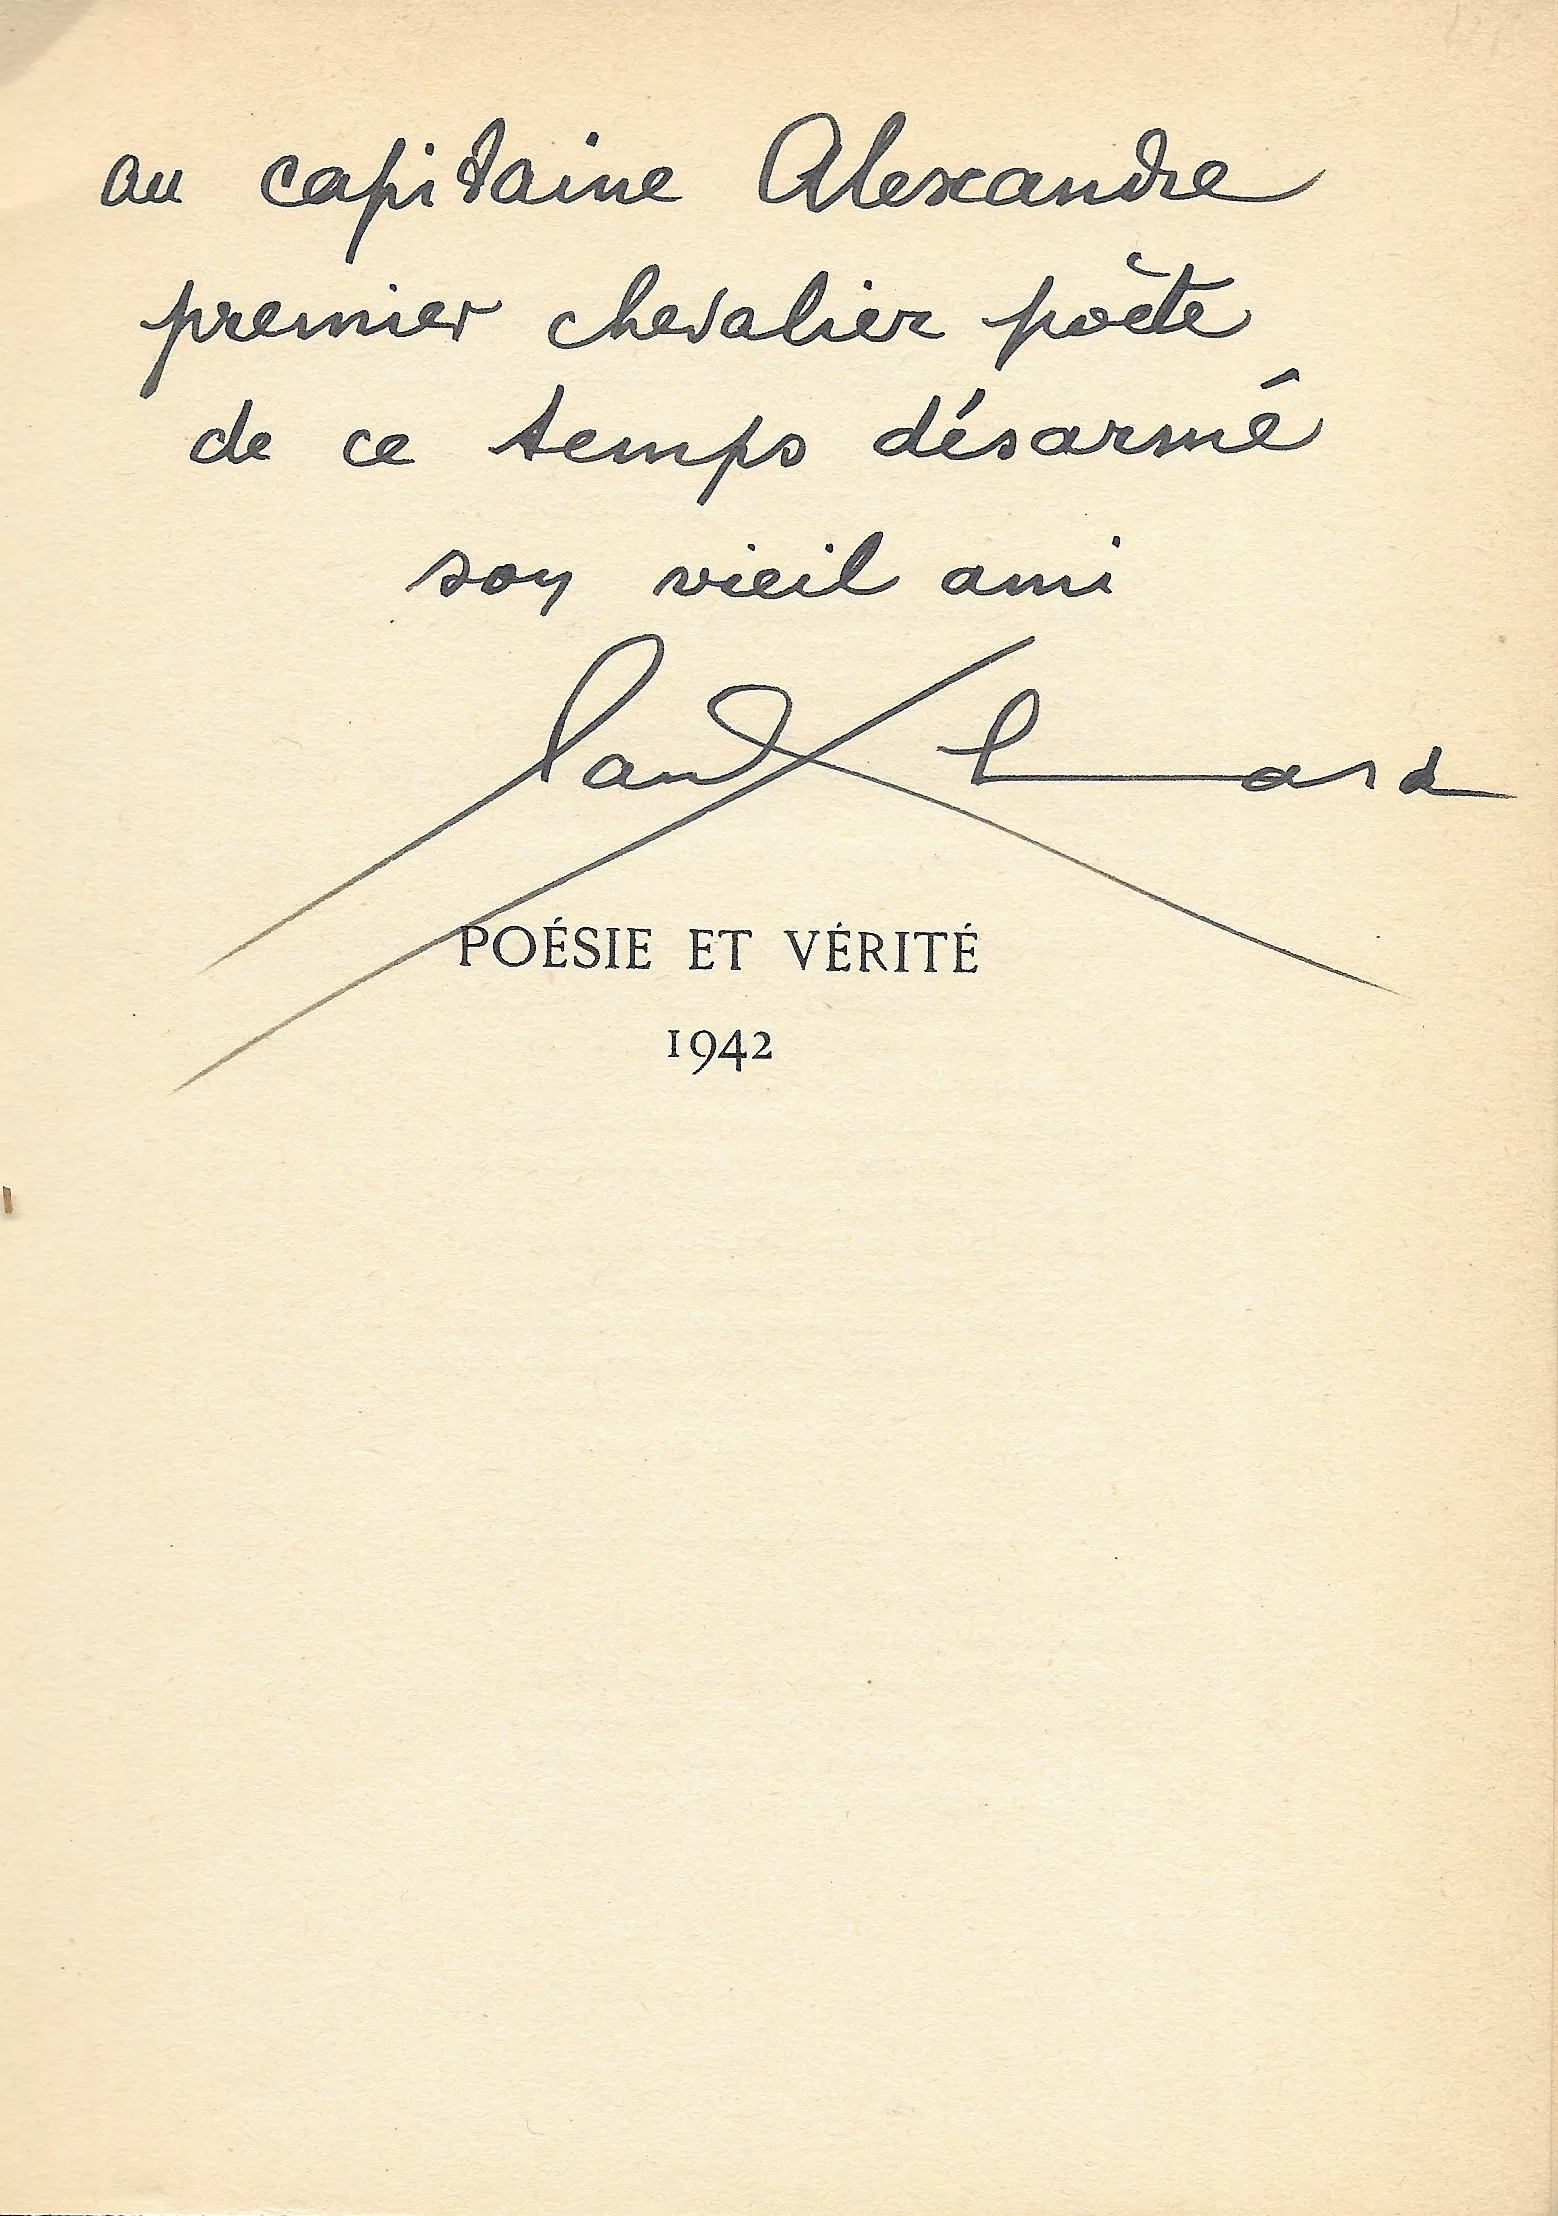 au capitaine Alexandre
premier chevalier poète
de ce temps désarmé
son vieil ami
Paul Eluard
POÉSIE ET VÉRITÉ
1942